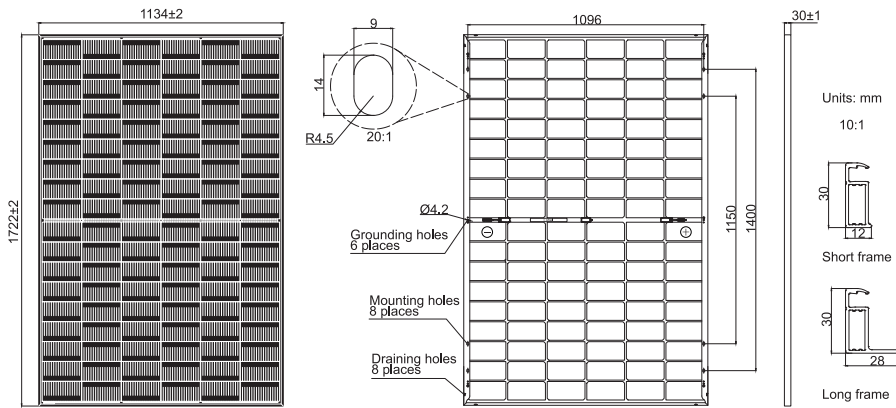 1134±2
1722±2
9
14
R4.5
20:1
1096
30±1
Ø4.2
Grounding holes
6 places
Mounting holes
8 places
Draining holes
8 places
1150
1400
Units: mm
10:1
30
12
Short frame
30
28
Long frame